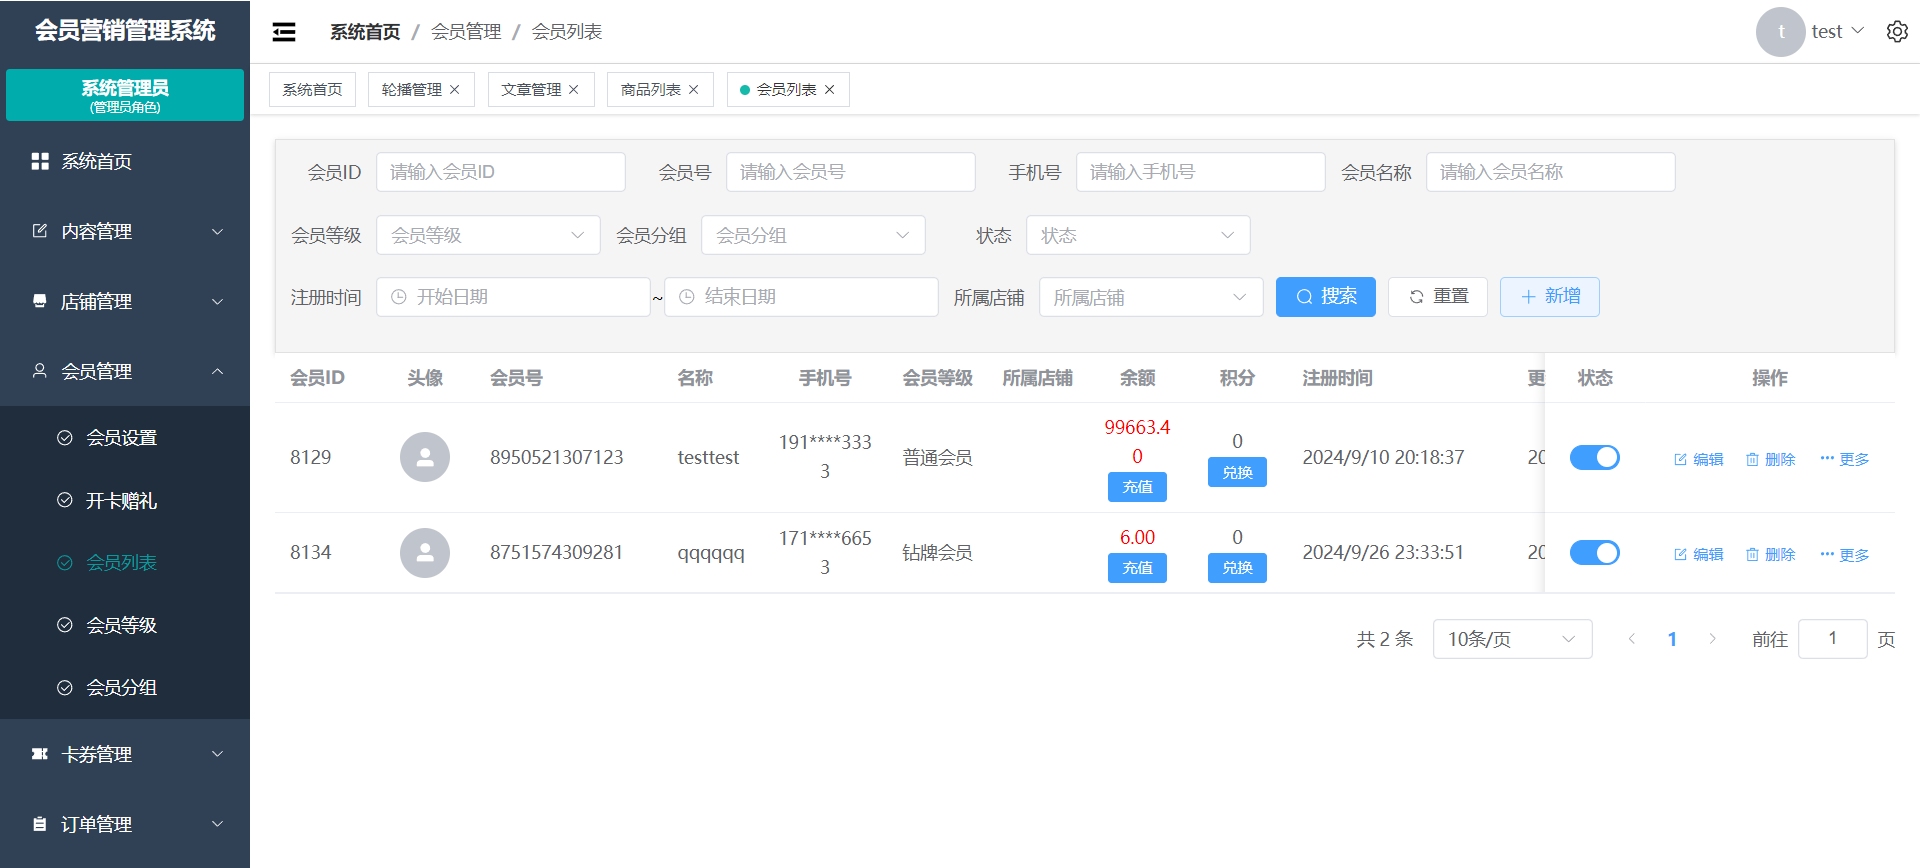 会员营销管理系统
系统管理员
(管理员角色)
系统首页
内容管理
店铺管理
会员管理
会员设置
开卡赠礼
会员列表
会员等级
会员分组
卡券管理
订单管理
系统首页 / 会员管理 / 会员列表
t test
系统首页 轮播管理 文章管理 商品列表 会员列表
会员ID 请输入会员ID 会员号 请输入会员号 手机号 请输入手机号 会员名称 请输入会员名称
会员等级 会员等级 会员分组 会员分组 状态 状态
注册时间 开始日期 ~ 结束日期 所属店铺 所属店铺 搜索 重置 新增
会员ID 头像 会员号 名称 手机号 会员等级 所属店铺 余额 积分 注册时间 更 状态 操作
8129 8950521307123 testtest 191****3333 普通会员 99663.40 充值 0 兑换 2024/9/10 20:18:37 20 编辑 删除 更多
8134 8751574309281 qqqqqq 171****6653 钻牌会员 6.00 充值 0 兑换 2024/9/26 23:33:51 20 编辑 删除 更多
共 2 条 10条/页 1 前往 1 页